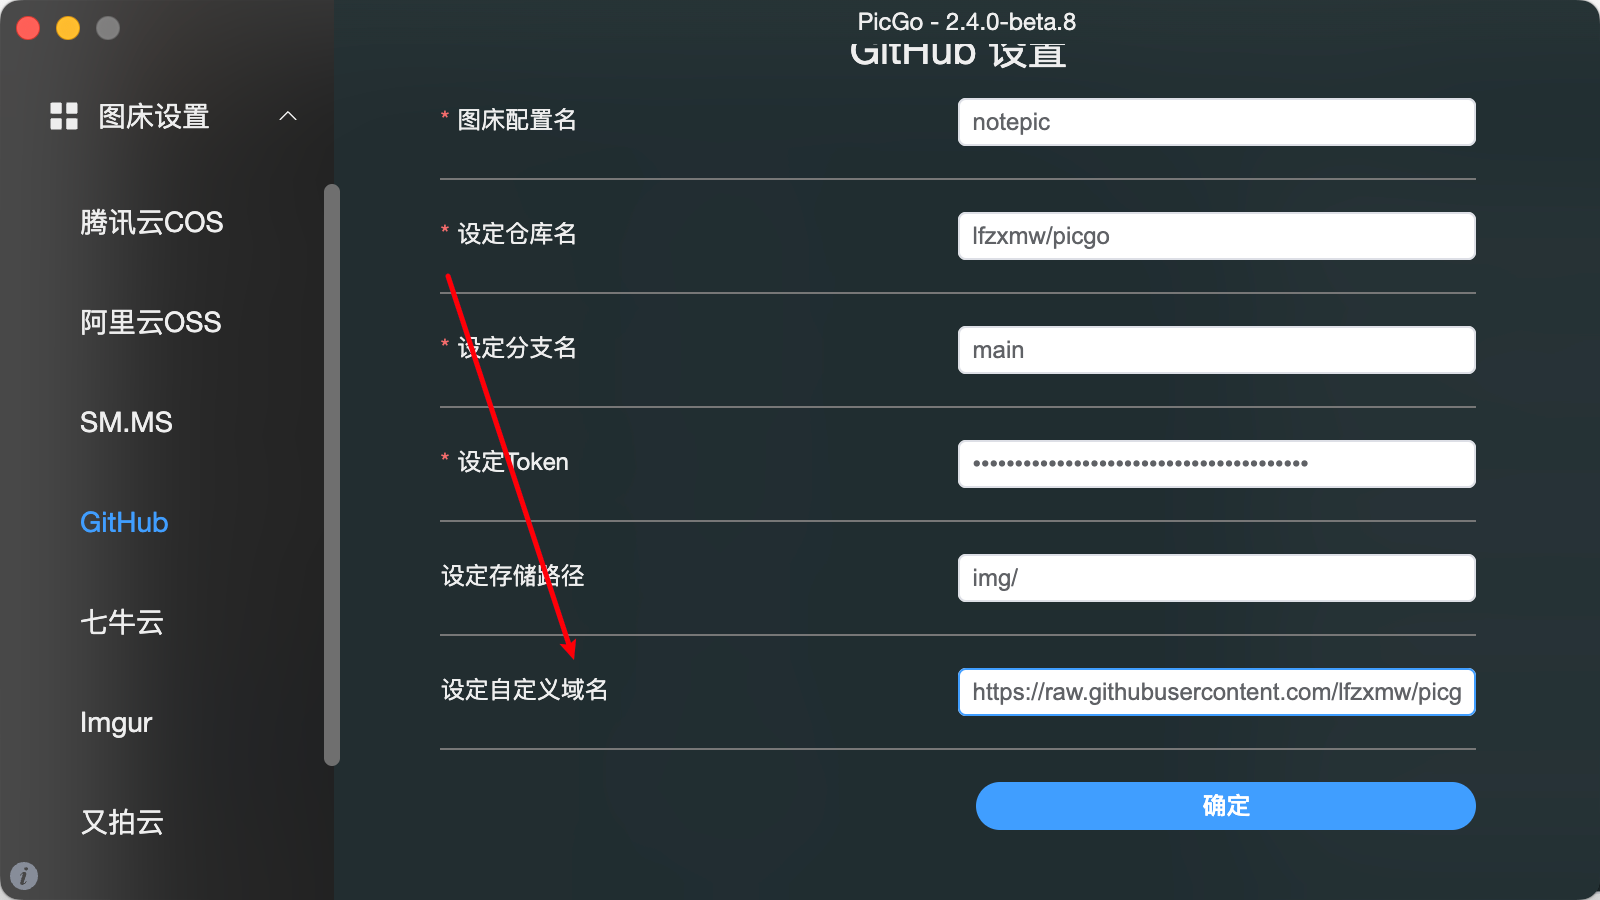 PicGo - 2.4.0-beta.8
图床设置
腾讯云COS
阿里云OSS
SM.MS
GitHub
七牛云
Imgur
又拍云
GitHub 设置
* 图床配置名
notepic
* 设定仓库名
lfzxmw/picgo
* 设定分支名
main
* 设定Token
••••••••••••••••••••••••••••••••••••••••
设定存储路径
img/
设定自定义域名
https://raw.githubusercontent.com/lfzxmw/picg
确定